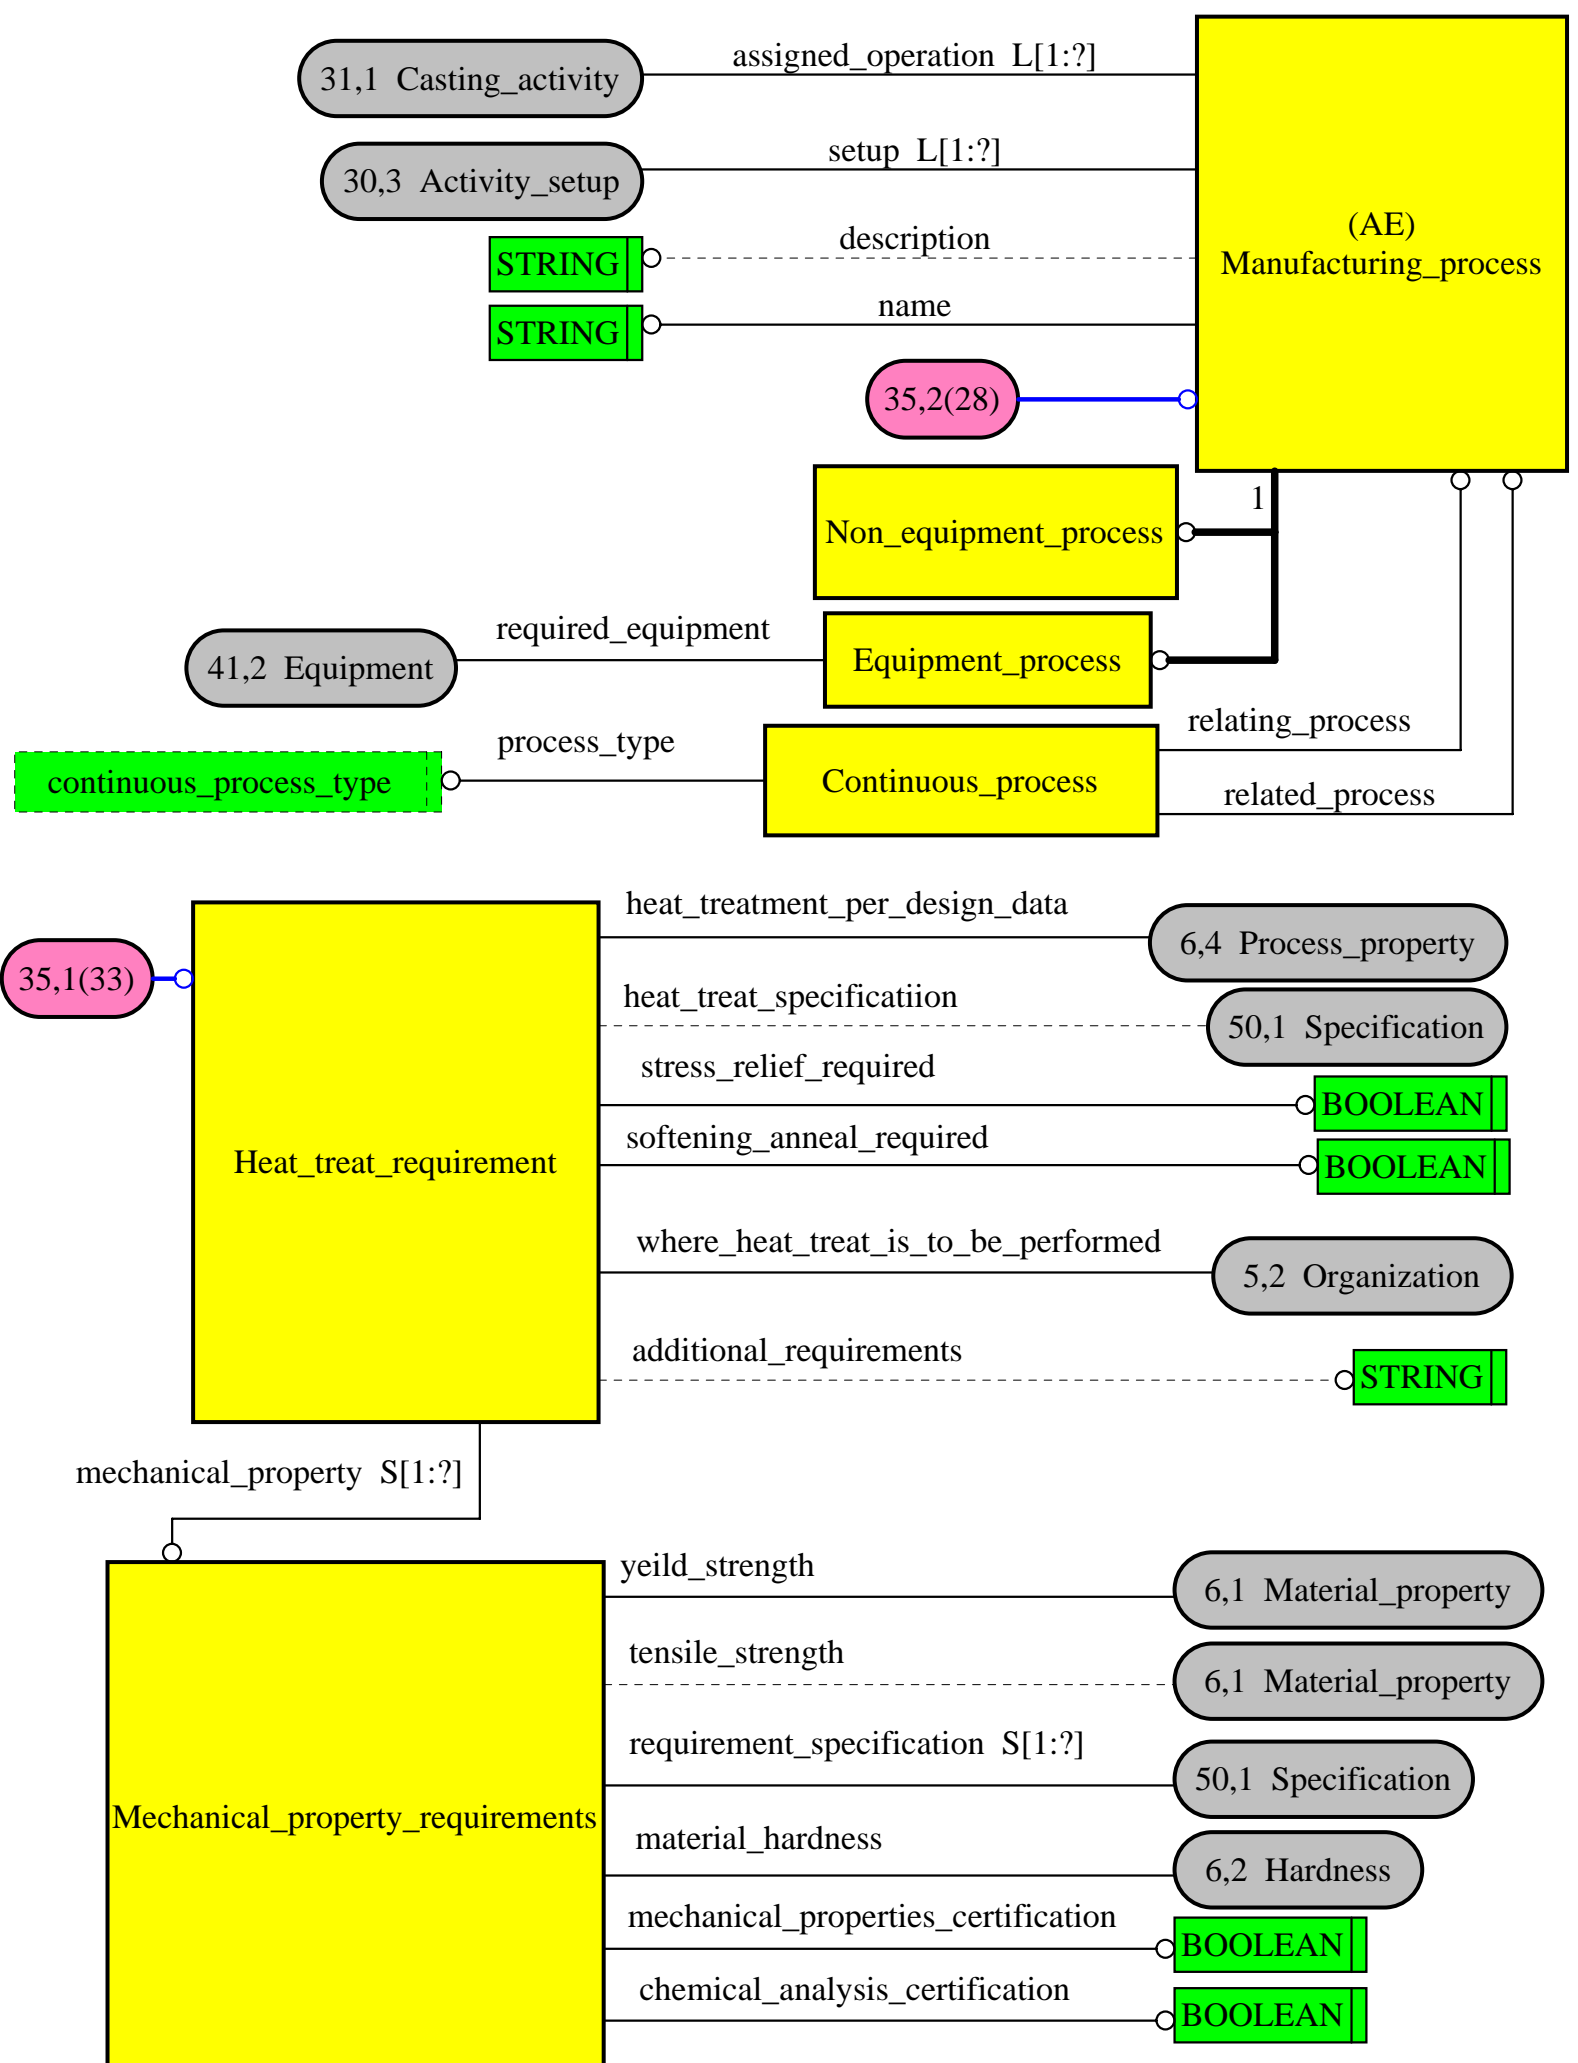 assigned_operation L[1:?]
31,1 Casting_activity
setup L[1:?]
30,3 Activity_setup
(AE)
Manufacturing_process
description
STRING
name
STRING
35,2(28)
1
Non_equipment_process
required_equipment
41,2 Equipment
Equipment_process
relating_process
process_type
continuous_process_type
Continuous_process
related_process
heat_treatment_per_design_data
6,4 Process_property
35,1(33)
heat_treat_specificatiion
50,1 Specification
stress_relief_required
BOOLEAN
softening_anneal_required
BOOLEAN
Heat_treat_requirement
where_heat_treat_is_to_be_performed
5,2 Organization
additional_requirements
STRING
mechanical_property S[1:?]
yeild_strength
6,1 Material_property
tensile_strength
6,1 Material_property
requirement_specification S[1:?]
50,1 Specification
Mechanical_property_requirements
material_hardness
6,2 Hardness
mechanical_properties_certification
BOOLEAN
chemical_analysis_certification
BOOLEAN